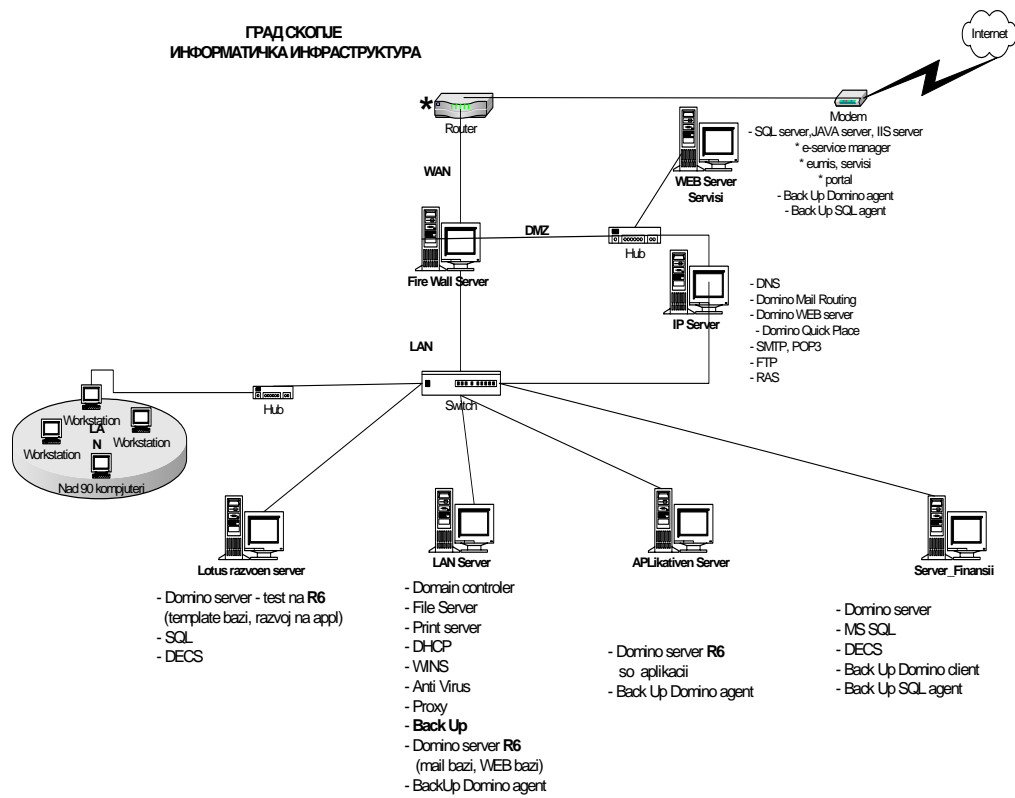 ГРАД СКОПЈЕ
ИНФОРМАТИЧКА ИНФРАСТРУКТУРА
Internet
*
Router
Modem
- SQL server,JAVA server, IIS server
* e-service manager
* eumis, servisi
* portal
- Back Up Domino agent
- Back Up SQL agent
WEB Server
Servisi
WAN
DMZ
Hub
Fire Wall Server
IP Server
- DNS
- Domino Mail Routing
- Domino WEB server
- Domino Quick Place
- SMTP, POP3
- FTP
- RAS
LAN
Switch
Hub
Workstation
LA
N
Workstation
Workstation
Nad 90 kompjuteri
Lotus razvoen server
- Domino server - test na R6
(template bazi, razvoj na appl)
- SQL
- DECS
LAN Server
- Domain controler
- File Server
- Print server
- DHCP
- WINS
- Anti Virus
- Proxy
- Back Up
- Domino server R6
(mail bazi, WEB bazi)
- BackUp Domino agent
APLikativen Server
- Domino server R6
so aplikacii
- Back Up Domino agent
Server_Finansii
- Domino server
- MS SQL
- DECS
- Back Up Domino client
- Back Up SQL agent